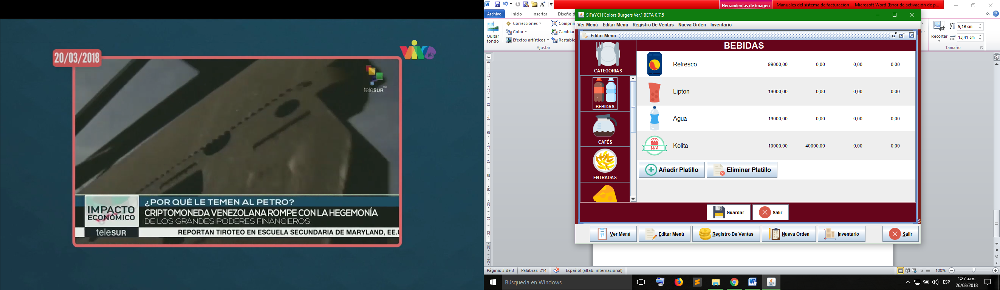 20/03/2018
VIVO
play
teleSUR HD
IMPACTO
ECONÓMICO
teleSUR
¿POR QUÉ LE TEMEN AL PETRO?
CRIPTOMONEDA VENEZOLANA ROMPE CON LA HEGEMONÍA
DE LOS GRANDES PODERES FINANCIEROS
REPORTAN TIROTEO EN ESCUELA SECUNDARIA DE MARYLAND, EE.U
Herramientas de imagen
Manuales del sistema de facturacion - Microsoft Word (Error de activación de p...
Archivo Inicio Insertar Diseño d
Quitar
fondo
Correcciones
Color
Efectos artísticos
Comprim
Cambiar
Restable
Ajustar
Recortar
9,19 cm
13,41 cm
Tamaño
SiFaYCI [Colors Burgers Ver.] BETA 0.7.5
Ver Menú Editar Menú Registro De Ventas Nueva Orden Inventario
Editar Menú
BEBIDAS
CATEGORIAS
BEBIDAS
CAFÉS
ENTRADAS
Refresco 99000,00 0,00 0,00 0,00
Lipton 19000,00 0,00 0,00 0,00
Agua 19000,00 0,00 0,00 0,00
N/A
Kolita 10000,00 40000,00 0,00 0,00
Añadir Platillo Eliminar Platillo
Guardar Salir
5
Ver Menú Editar Menú Registro De Ventas Nueva Orden Inventario Salir
Página: 3 de 3 Palabras: 214 Español (alfab. internacional) 100%
Búsqueda en Windows
ESP
1:27 a.m.
26/03/2018